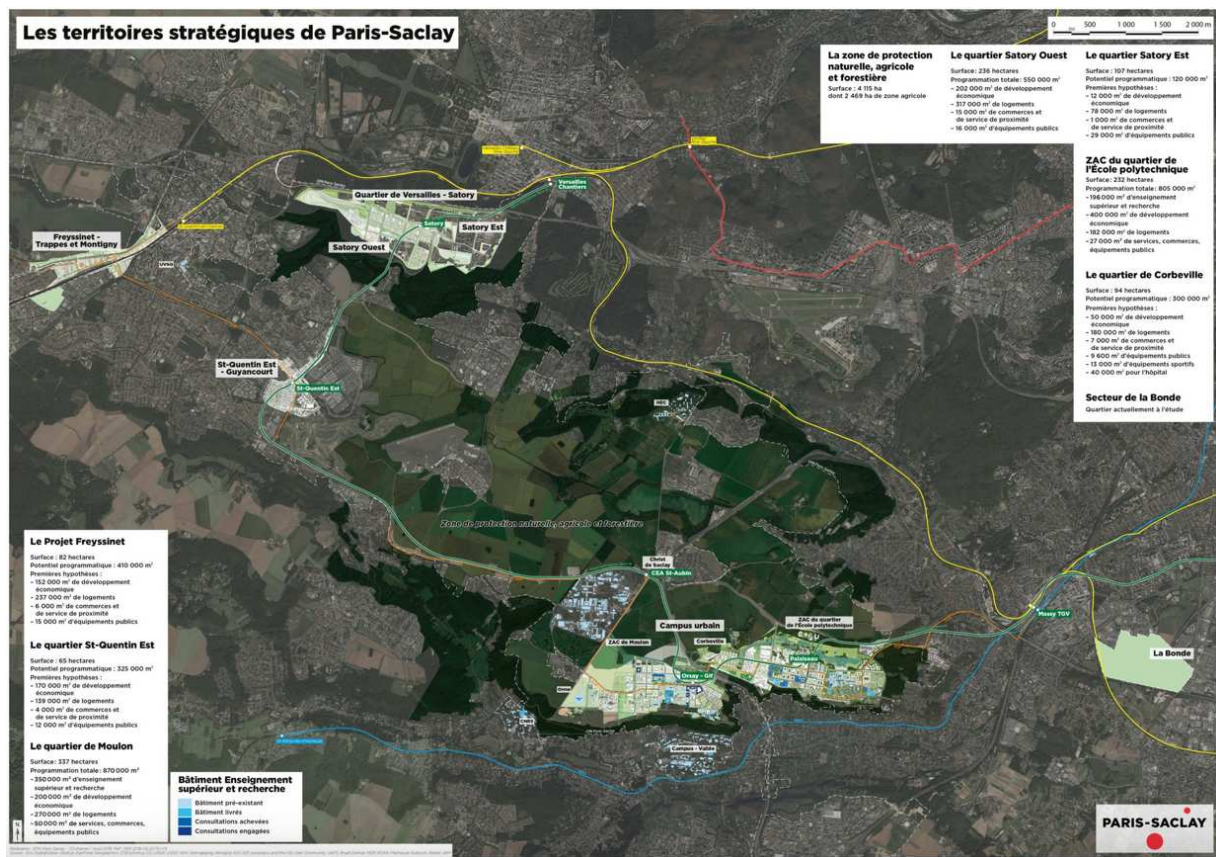 Les territoires stratégiques de Paris-Saclay
0 500 1 000 1 500 2 000 m
La zone de protection
naturelle, agricole
et forestière
Surface : 4 115 ha
dont 2 469 ha de zone agricole
Le quartier Satory Ouest
Surface: 236 hectares
Programmation totale: 550 000 m²
- 202 000 m² de développement
économique
- 317 000 m² de logements
- 15 000 m² de commerces et
de service de proximité
- 16 000 m² d'équipements publics
Le quartier Satory Est
Surface : 107 hectares
Potentiel programmatique : 120 000 m²
Premières hypothèses :
- 12 000 m² de développement
économique
- 78 000 m² de logements
- 1 000 m² de commerces et
de service de proximité
- 29 000 m² d'équipements publics
ZAC du quartier de
l'École polytechnique
Surface : 232 hectares
Programmation totale : 805 000 m²
- 196 000 m² d'enseignement
supérieur et recherche
- 400 000 m² de développement
économique
- 182 000 m² de logements
- 27 000 m² de services, commerces,
équipements publics
Le quartier de Corbeville
Surface : 94 hectares
Potentiel programmatique : 300 000 m²
Premières hypothèses :
- 50 000 m² de développement
économique
- 180 000 m² de logements
- 7 000 m² de commerces et
de service de proximité
- 9 600 m² d'équipements publics
- 13 000 m² d'équipements sportifs
- 40 000 m² pour l'hôpital
Secteur de la Bonde
Quartier actuellement à l'étude
Versailles
Chantiers
Quartier de Versailles - Satory
Satory
Satory Est
Satory Ouest
Freyssinet -
Trappes et Montigny
UVSQ
St-Quentin Est
- Guyancourt
St-Quentin Est
HEC
Zone de protection naturelle, agricole et forestière
Christ
de Saclay
CEA St-Aubin
Campus urbain
ZAC du quartier
de l'École polytechnique
ZAC de Moulon
Corbeville
Palaiseau
Orsay - Gif
Massy TGV
La Bonde
CNRS
Campus - Vallée
Le Projet Freyssinet
Surface : 82 hectares
Potentiel programmatique : 410 000 m²
Premières hypothèses :
- 152 000 m² de développement
économique
- 237 000 m² de logements
- 6 000 m² de commerces et
de service de proximité
- 15 000 m² d'équipements publics
Le quartier St-Quentin Est
Surface : 65 hectares
Potentiel programmatique : 325 000 m²
Premières hypothèses :
- 170 000 m² de développement
économique
- 139 000 m² de logements
- 4 000 m² de commerces et
de service de proximité
- 12 000 m² d'équipements publics
Le quartier de Moulon
Surface : 337 hectares
Programmation totale : 870 000 m²
- 350 000 m² d'enseignement
supérieur et recherche
- 200 000 m² de développement
économique
- 270 000 m² de logements
- 50 000 m² de services, commerces,
équipements publics
Bâtiment Enseignement
supérieur et recherche
Bâtiment pré-existant
Bâtiment livrés
Consultations achevées
Consultations engagées
N
PARIS-SACLAY